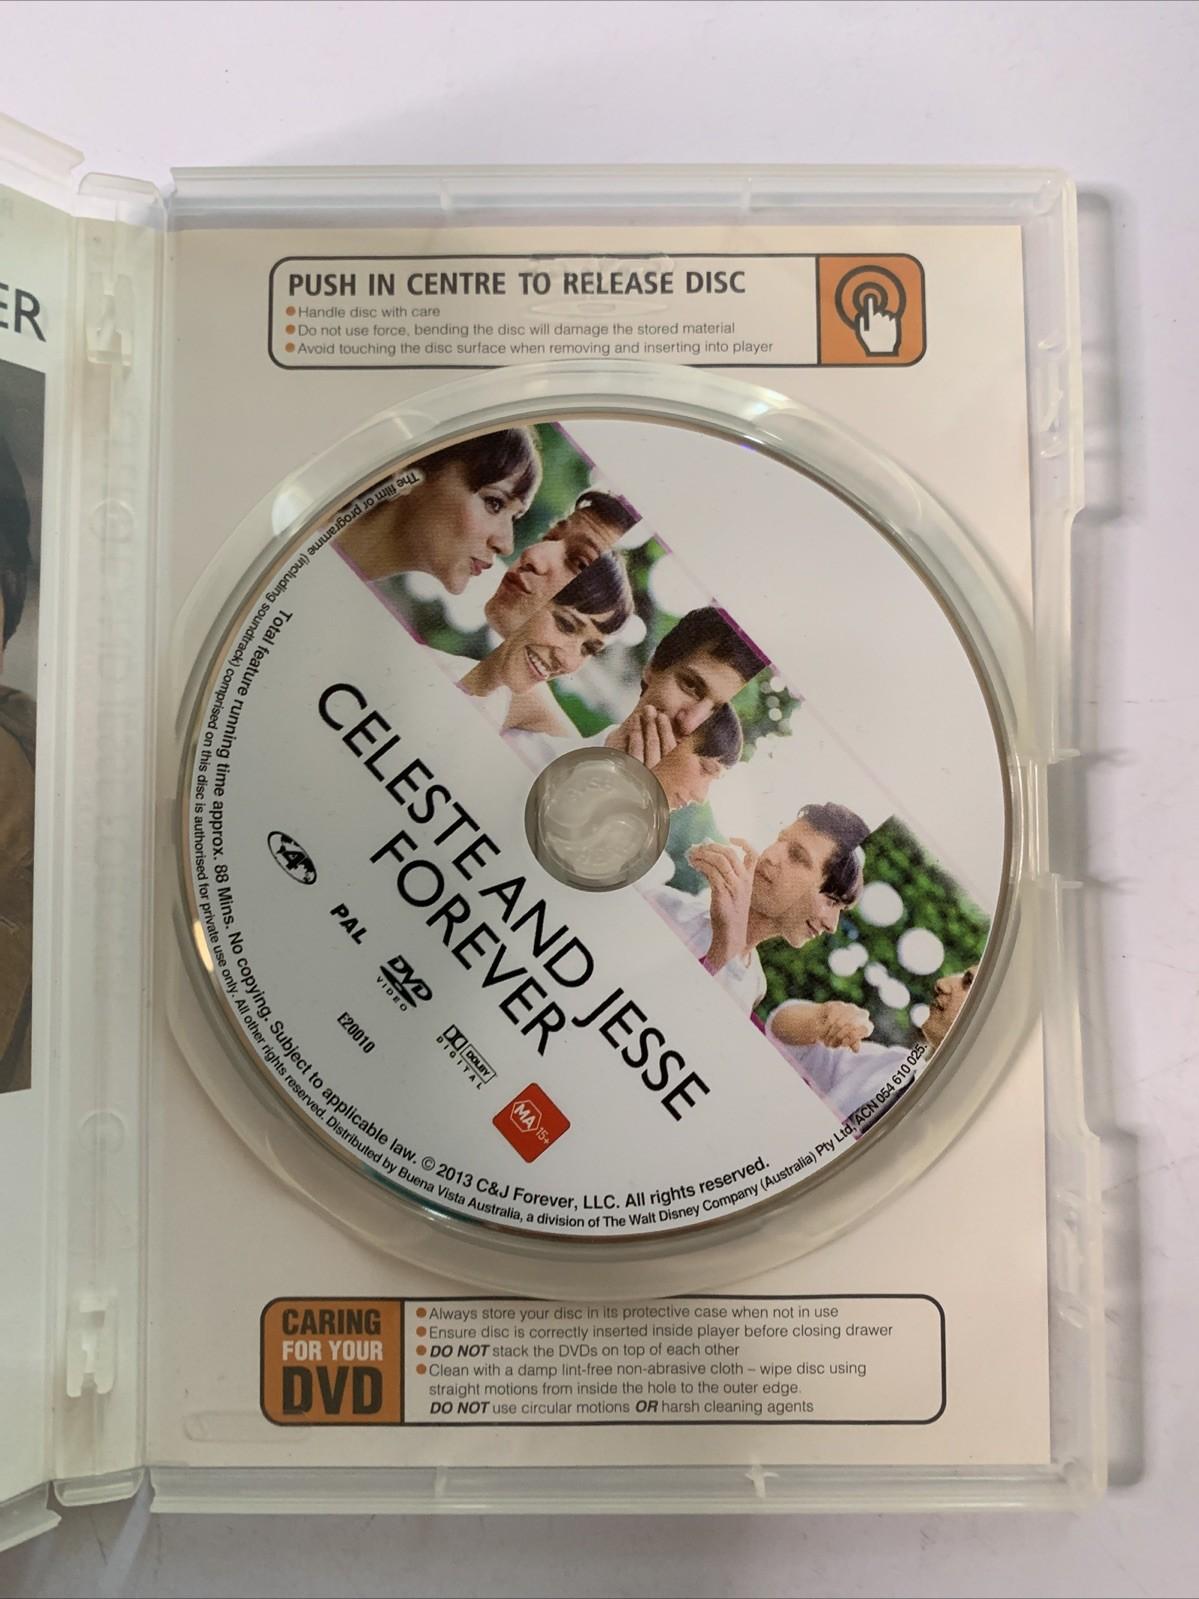 ER
PUSH IN CENTRE TO RELEASE DISC
Handle disc with care
Do not use force, bending the disc will damage the stored material
Avoid touching the disc surface when removing and inserting into player
CELESTE AND JESSE
FOREVER
4
PAL
DVD
VIDEO
E20010
DOLBY
DIGITAL
MA 15+
Total feature running time approx. 88 Mins. No copying. Subject to applicable law. © 2013 C&J Forever, LLC. All rights reserved.
The film or programme (including soundtrack) comprised on this disc is authorised for private use only. All other rights reserved. Distributed by Buena Vista Australia, a division of The Walt Disney Company (Australia) Pty Ltd, ACN 054 610 025.
CARING
FOR YOUR
DVD
Always store your disc in its protective case when not in use
Ensure disc is correctly inserted inside player before closing drawer
DO NOT stack the DVDs on top of each other
Clean with a damp lint-free non-abrasive cloth – wipe disc using
straight motions from inside the hole to the outer edge.
DO NOT use circular motions OR harsh cleaning agents